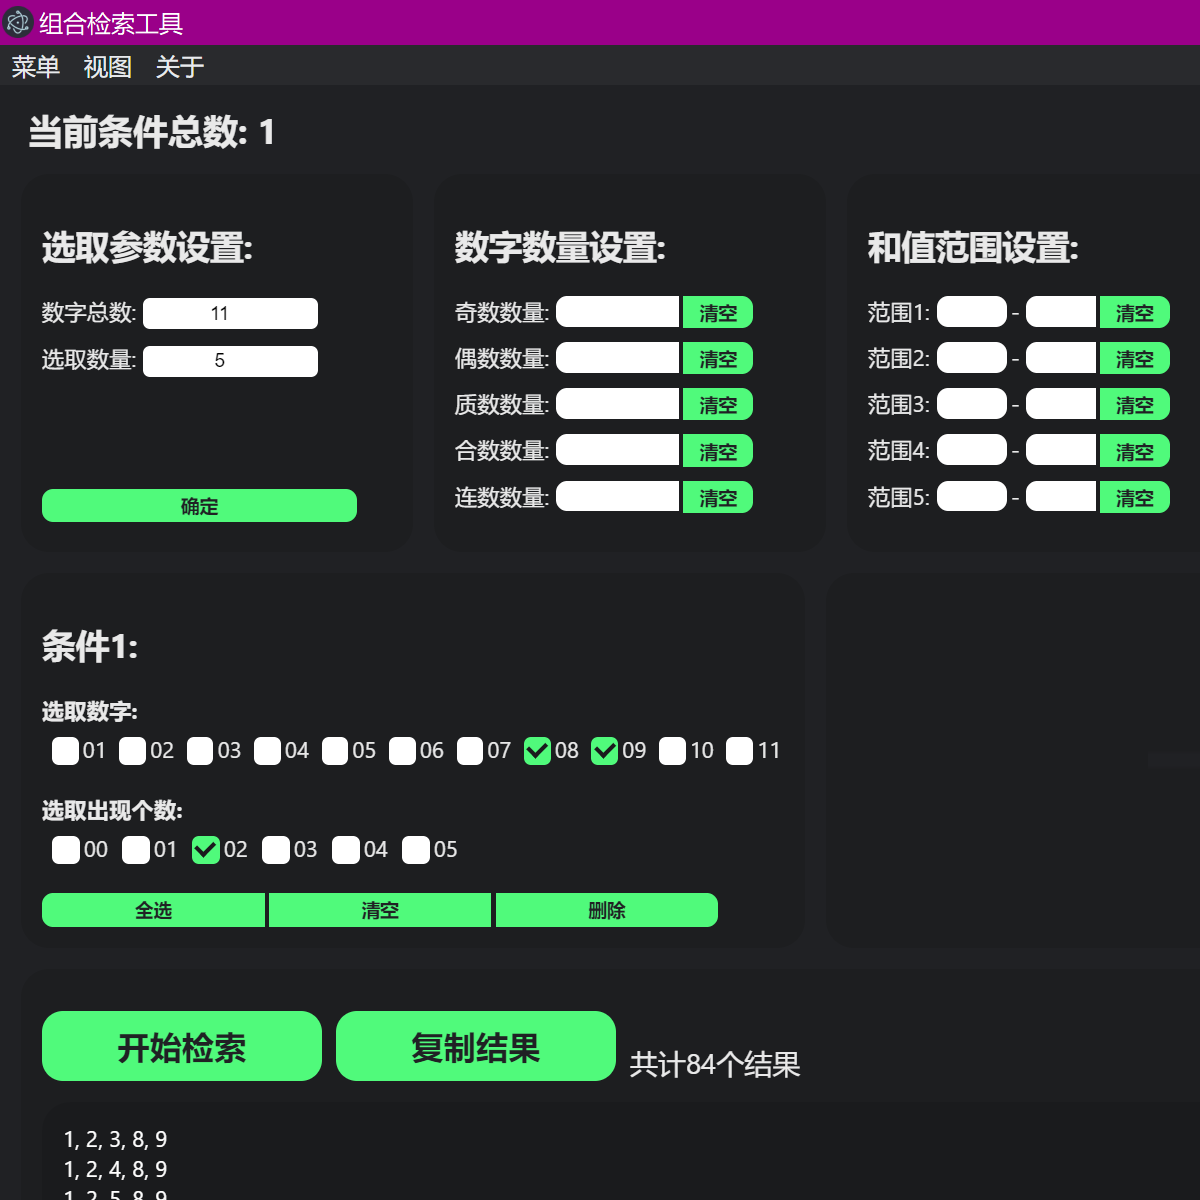 组合检索工具
菜单 视图 关于
当前条件总数: 1
选取参数设置:
数字总数: 11
选取数量: 5
确定
数字数量设置:
奇数数量: 清空
偶数数量: 清空
质数数量: 清空
合数数量: 清空
连数数量: 清空
和值范围设置:
范围1: - 清空
范围2: - 清空
范围3: - 清空
范围4: - 清空
范围5: - 清空
条件1:
选取数字:
01 02 03 04 05 06 07 08 09 10 11
选取出现个数:
00 01 02 03 04 05
全选 清空 删除
开始检索 复制结果 共计84个结果
1, 2, 3, 8, 9
1, 2, 4, 8, 9
1, 2, 5, 8, 9